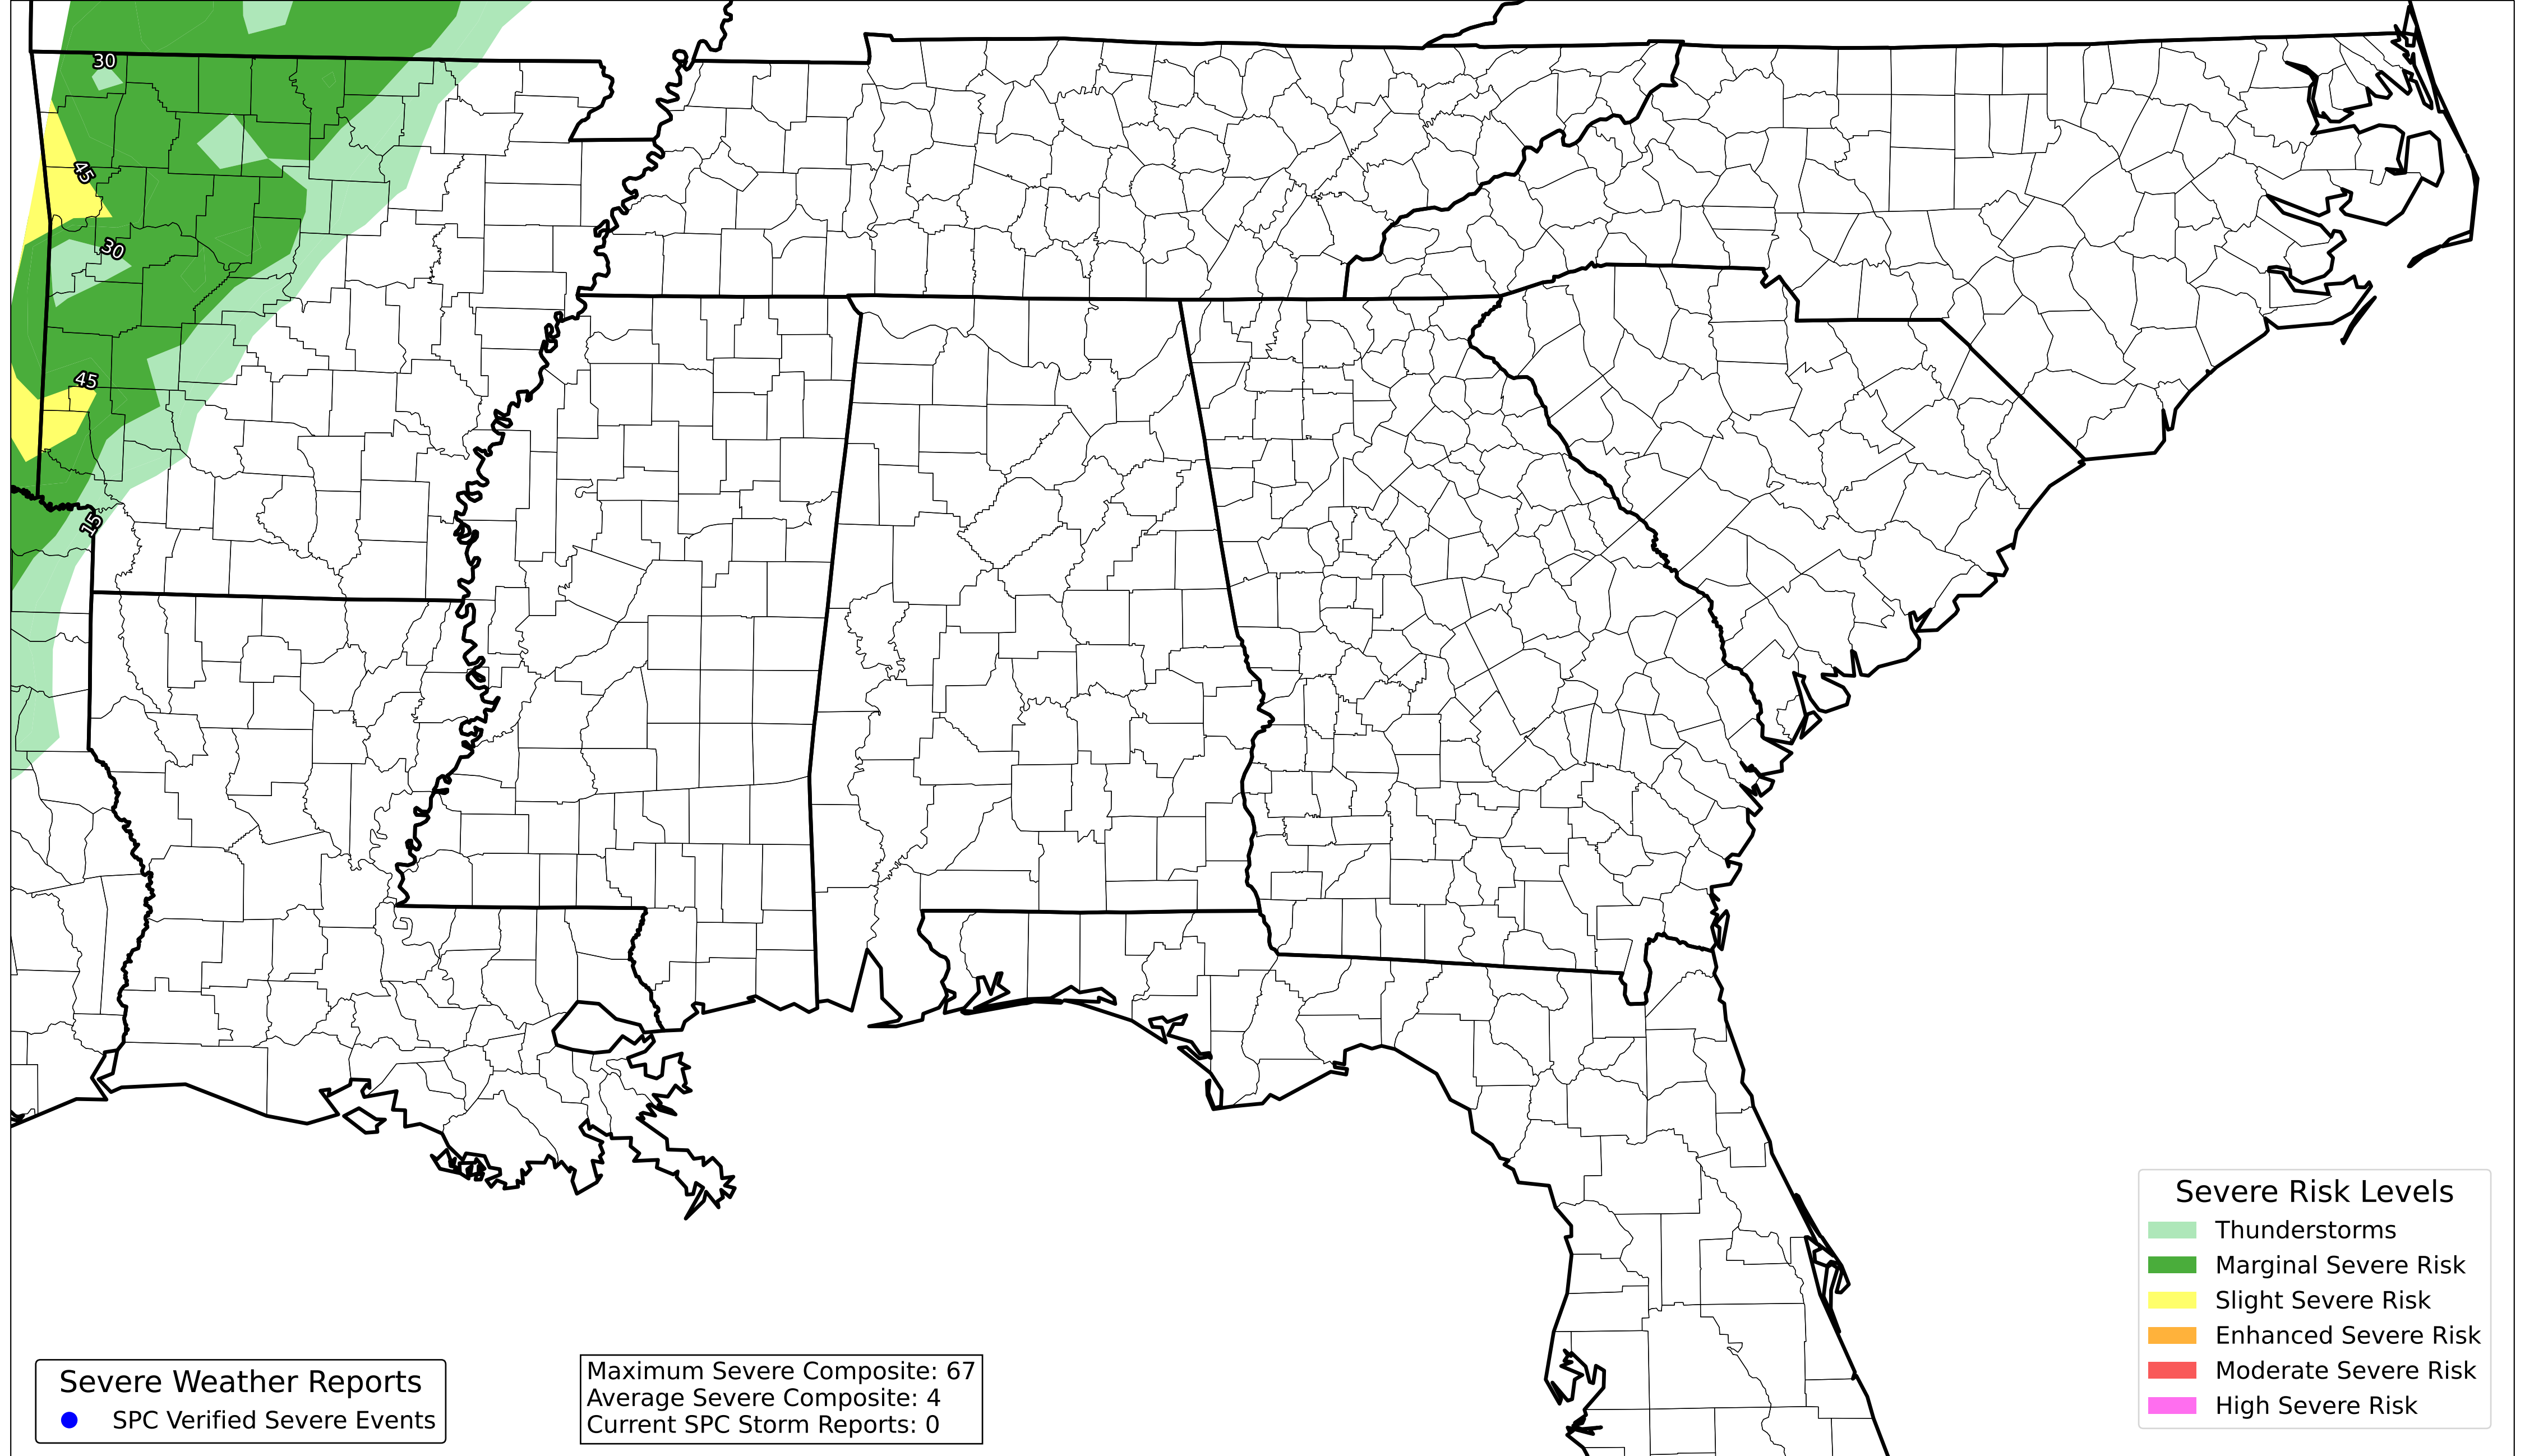 30
45
30
45
15
Severe Risk Levels
Thunderstorms
Marginal Severe Risk
Slight Severe Risk
Enhanced Severe Risk
Moderate Severe Risk
High Severe Risk
Severe Weather Reports
SPC Verified Severe Events
Maximum Severe Composite: 67
Average Severe Composite: 4
Current SPC Storm Reports: 0